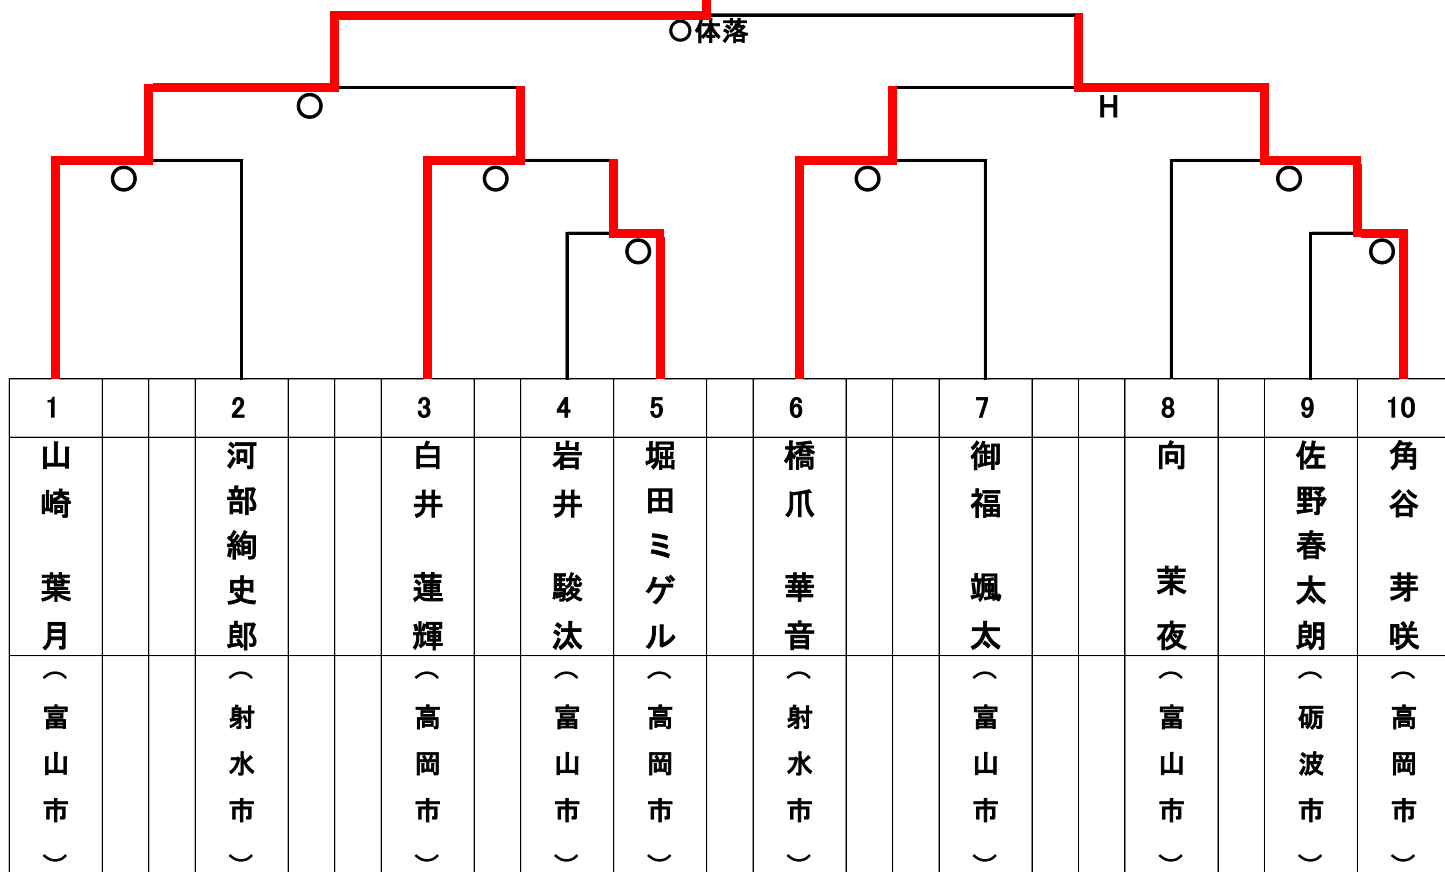 ○体落
○
H
○
○
○
○
○
○
1 2 3 4 5 6 7 8 9 10
山崎 葉月
河部絢史郎
白井 蓮輝
岩井 駿汰
堀田ミゲル
橋爪 華音
御福 颯太
向 茉夜
佐野春太朗
角谷 芽咲
(富山市)
(射水市)
(高岡市)
(富山市)
(高岡市)
(射水市)
(富山市)
(富山市)
(砺波市)
(高岡市)